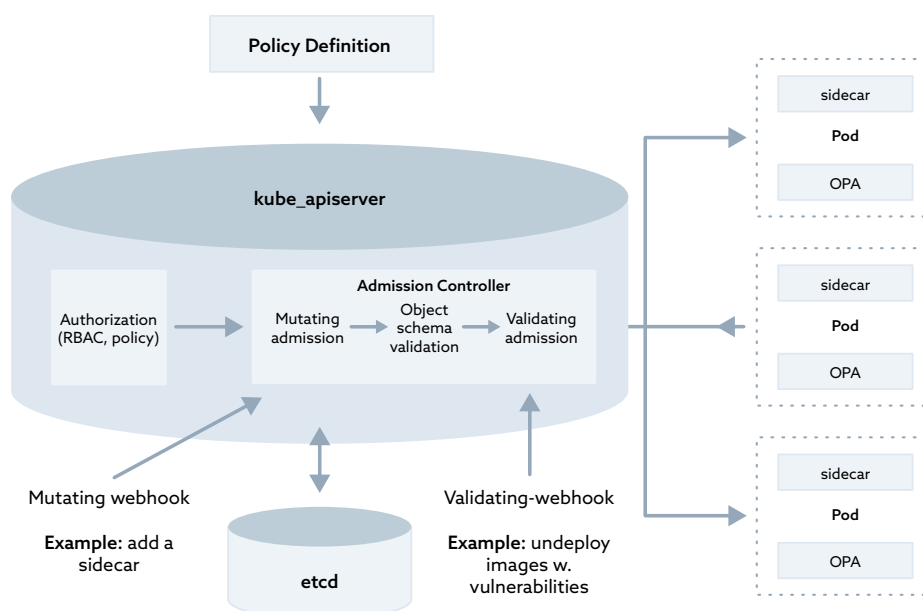 Policy Definition
kube_apiserver
Authorization
(RBAC, policy)
Admission Controller
Mutating
admission
Object
schema
validation
Validating
admission
Mutating webhook
Example: add a
sidecar
etcd
Validating-webhook
Example: undeploy
images w.
vulnerabilities
sidecar
Pod
OPA
sidecar
Pod
OPA
sidecar
Pod
OPA